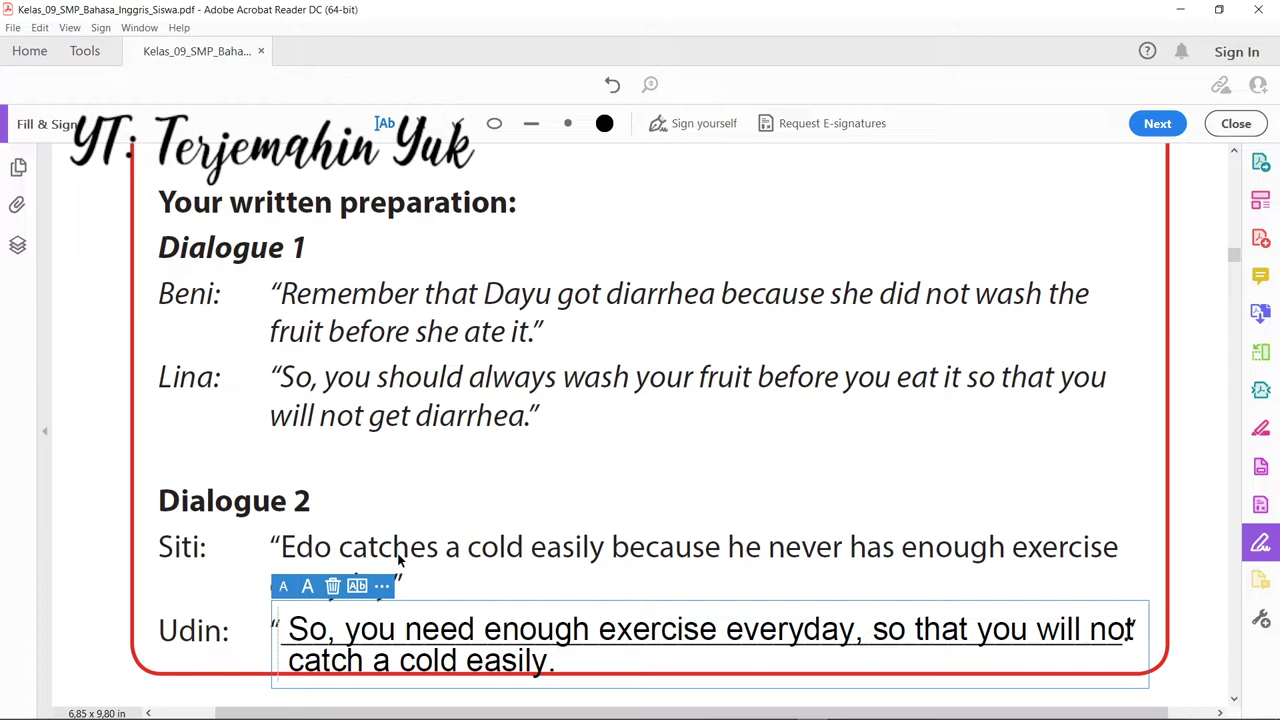 Kelas_09_SMP_Bahasa_Inggris_Siswa.pdf - Adobe Acrobat Reader DC (64-bit)
File Edit View Sign Window Help
Home Tools Kelas_09_SMP_Baha... × Sign In
Fill & Sign Ab Sign yourself Request E-signatures Next Close
YT: Terjemahin Yuk
Your written preparation:
Dialogue 1
Beni: “Remember that Dayu got diarrhea because she did not wash the
fruit before she ate it.”
Lina: “So, you should always wash your fruit before you eat it so that you
will not get diarrhea.”
Dialogue 2
Siti: “Edo catches a cold easily because he never has enough exercise
A A Ab ... ”
Udin: “So, you need enough exercise everyday, so that you will not”
catch a cold easily.
6,85 x 9,80 in